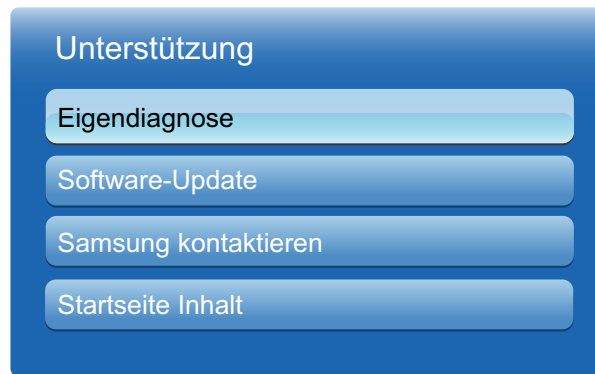 Unterstützung
Eigendiagnose
Software-Update
Samsung kontaktieren
Startseite Inhalt